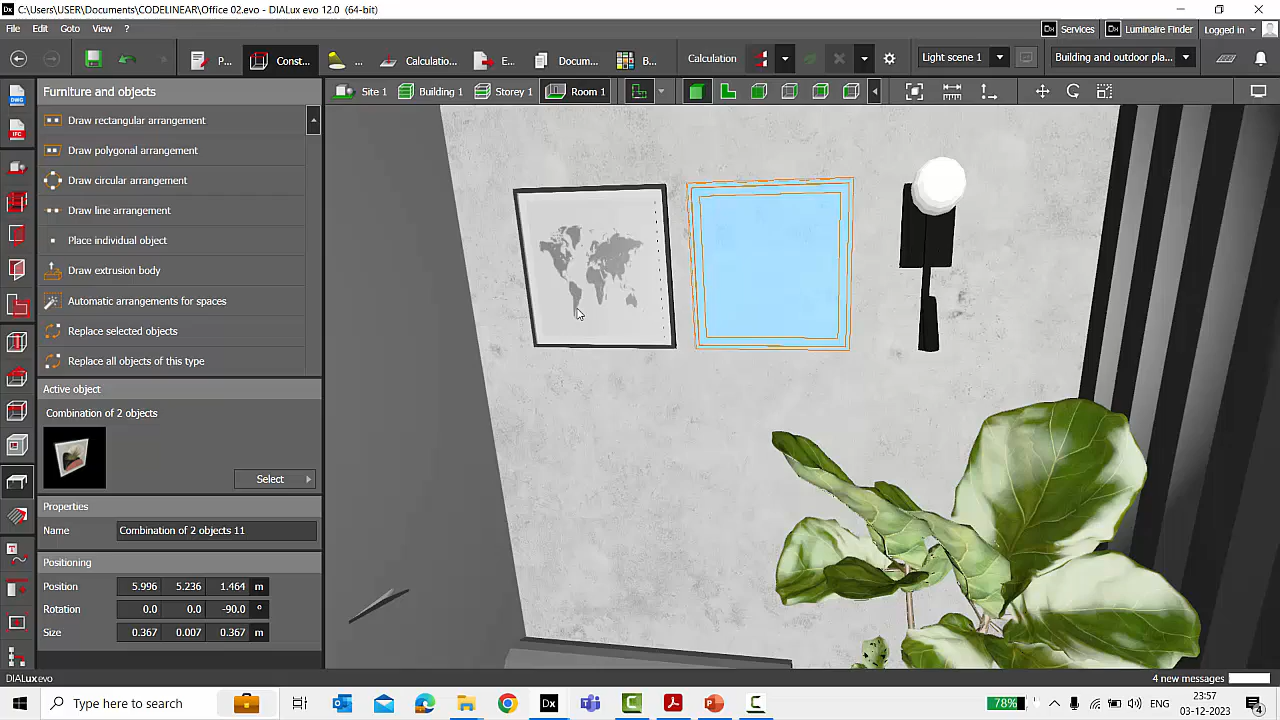 C:\Users\USER\Documents\CODELINEAR\Office 02.evo - DIALux evo 12.0 (64-bit)
File Edit Goto View ?
Services Luminaire Finder Logged in
P... Const... ... Calculatio... E... Docum... B... Calculation Light scene 1 Building and outdoor pla...
Furniture and objects Site 1 Building 1 Storey 1 Room 1
DWG
IFC
Draw rectangular arrangement
Draw polygonal arrangement
Draw circular arrangement
Draw line arrangement
Place individual object
Draw extrusion body
Automatic arrangements for spaces
Replace selected objects
Replace all objects of this type
Active object
Combination of 2 objects
Select
Properties
Name Combination of 2 objects 11
Positioning
Position 5.996 5.236 1.464 m
Rotation 0.0 0.0 -90.0 °
Size 0.367 0.007 0.367 m
DIALux evo 4 new messages
Type here to search Dx 78% ENG 23:57
03-12-2023 4